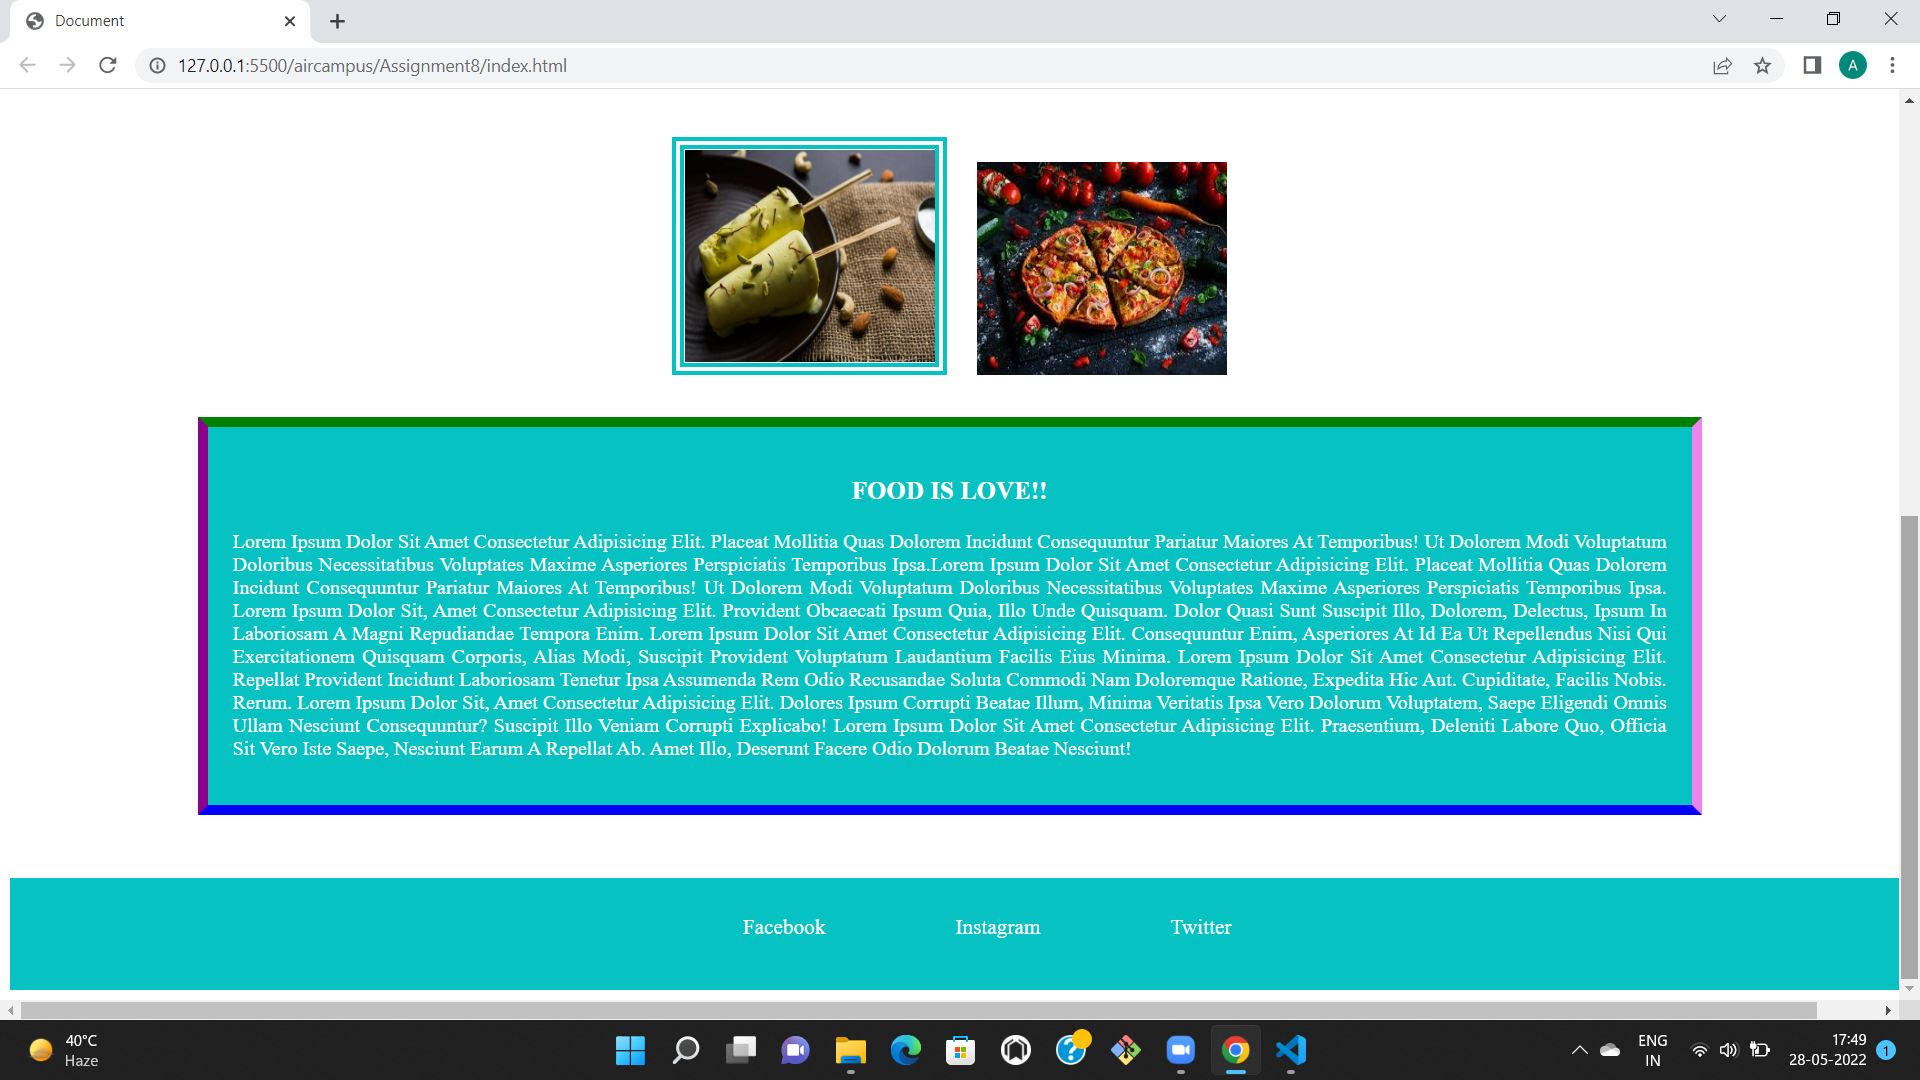 Document
127.0.0.1:5500/aircampus/Assignment8/index.html
A
FOOD IS LOVE!!
Lorem Ipsum Dolor Sit Amet Consectetur Adipisicing Elit. Placeat Mollitia Quas Dolorem Incidunt Consequuntur Pariatur Maiores At Temporibus! Ut Dolorem Modi Voluptatum
Doloribus Necessitatibus Voluptates Maxime Asperiores Perspiciatis Temporibus Ipsa.Lorem Ipsum Dolor Sit Amet Consectetur Adipisicing Elit. Placeat Mollitia Quas Dolorem
Incidunt Consequuntur Pariatur Maiores At Temporibus! Ut Dolorem Modi Voluptatum Doloribus Necessitatibus Voluptates Maxime Asperiores Perspiciatis Temporibus Ipsa.
Lorem Ipsum Dolor Sit, Amet Consectetur Adipisicing Elit. Provident Obcaecati Ipsum Quia, Illo Unde Quisquam. Dolor Quasi Sunt Suscipit Illo, Dolorem, Delectus, Ipsum In
Laboriosam A Magni Repudiandae Tempora Enim. Lorem Ipsum Dolor Sit Amet Consectetur Adipisicing Elit. Consequuntur Enim, Asperiores At Id Ea Ut Repellendus Nisi Qui
Exercitationem Quisquam Corporis, Alias Modi, Suscipit Provident Voluptatum Laudantium Facilis Eius Minima. Lorem Ipsum Dolor Sit Amet Consectetur Adipisicing Elit.
Repellat Provident Incidunt Laboriosam Tenetur Ipsa Assumenda Rem Odio Recusandae Soluta Commodi Nam Doloremque Ratione, Expedita Hic Aut. Cupiditate, Facilis Nobis.
Rerum. Lorem Ipsum Dolor Sit, Amet Consectetur Adipisicing Elit. Dolores Ipsum Corrupti Beatae Illum, Minima Veritatis Ipsa Vero Dolorum Voluptatem, Saepe Eligendi Omnis
Ullam Nesciunt Consequuntur? Suscipit Illo Veniam Corrupti Explicabo! Lorem Ipsum Dolor Sit Amet Consectetur Adipisicing Elit. Praesentium, Deleniti Labore Quo, Officia
Sit Vero Iste Saepe, Nesciunt Earum A Repellat Ab. Amet Illo, Deserunt Facere Odio Dolorum Beatae Nesciunt!
Facebook Instagram Twitter
40°C
Haze
ENG
IN
17:49
28-05-2022
1